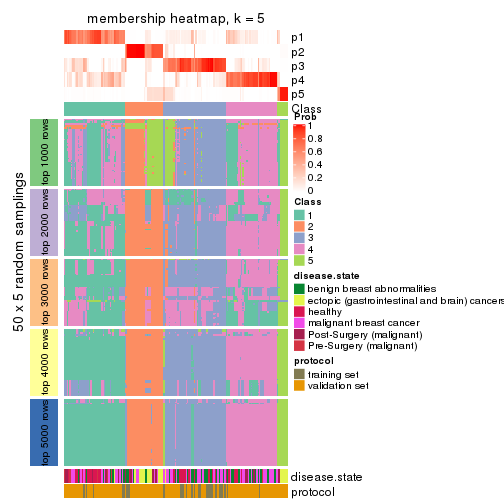 membership heatmap, k = 5
p1
p2
p3
p4
p5
Class
50 x 5 random samplings
top 1000 rows
top 2000 rows
top 3000 rows
top 4000 rows
top 5000 rows
disease.state
protocol
Prob
1
0.8
0.6
0.4
0.2
0
Class
1
2
3
4
5
disease.state
benign breast abnormalities
ectopic (gastrointestinal and brain) cancers
healthy
malignant breast cancer
Post-Surgery (malignant)
Pre-Surgery (malignant)
protocol
training set
validation set